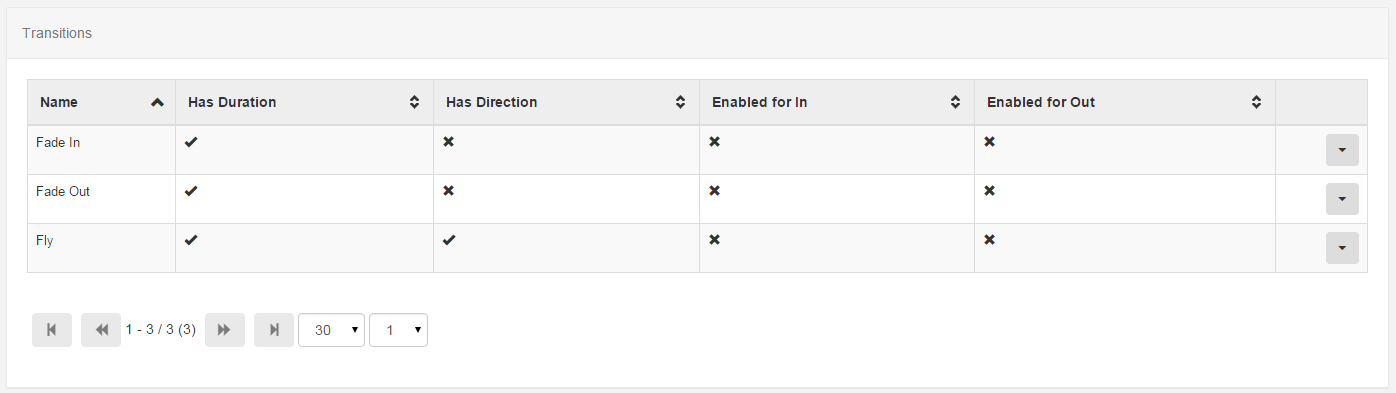 Transitions
Name Has Duration Has Direction Enabled for In Enabled for Out
Fade In ✔ ✖ ✖ ✖
Fade Out ✔ ✖ ✖ ✖
Fly ✔ ✔ ✖ ✖
1 - 3 / 3 (3) 30 1